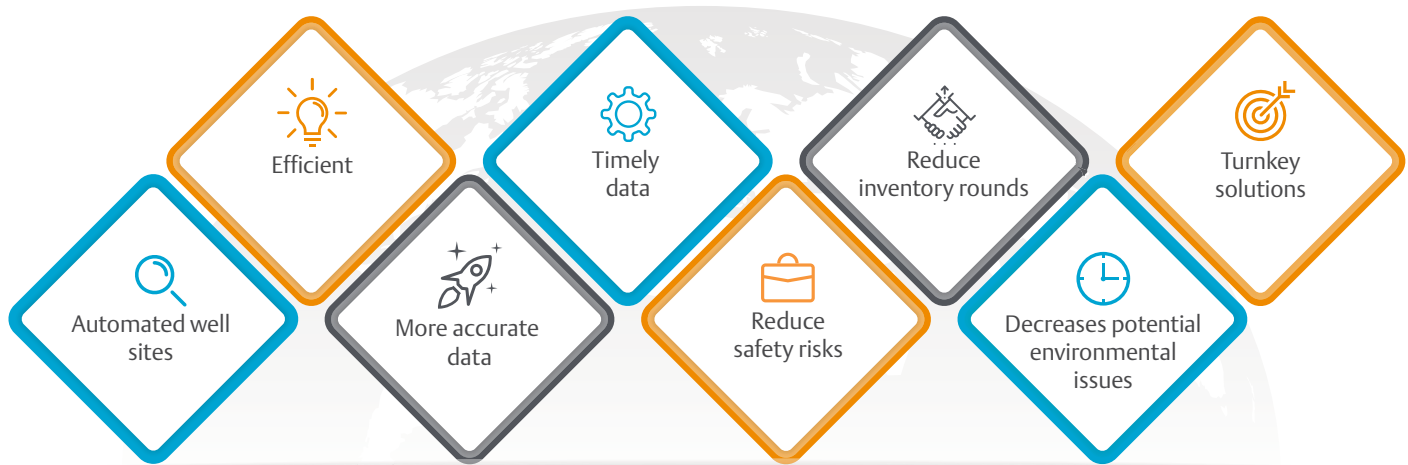 Efficient
Timely
data
Reduce
inventory rounds
Turnkey
solutions
Automated well
sites
More accurate
data
Reduce
safety risks
Decreases potential
environmental
issues